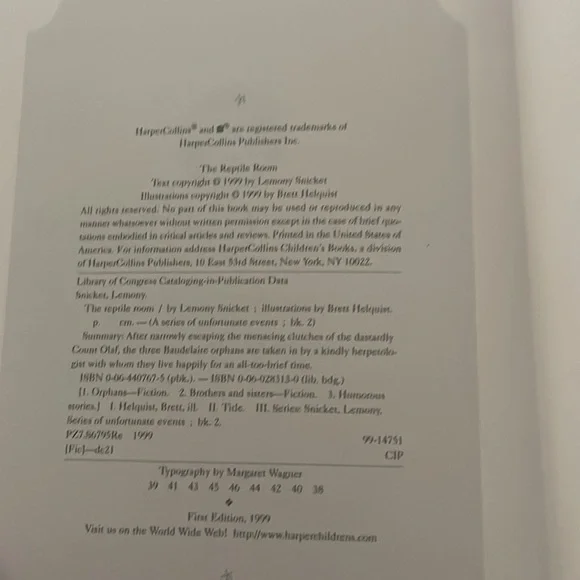 HarperCollins® and ® are registered trademarks of
HarperCollins Publishers Inc.
The Reptile Room
Text copyright © 1999 by Lemony Snicket
Illustrations copyright © 1999 by Brett Helquist
All rights reserved. No part of this book may be used or reproduced in any
manner whatsoever without written permission except in the case of brief quo-
tations embodied in critical articles and reviews. Printed in the United States of
America. For information address HarperCollins Children's Books, a division
of HarperCollins Publishers, 10 East 53rd Street, New York, NY 10022.
Library of Congress Cataloging-in-Publication Data
Snicket, Lemony.
The reptile room / by Lemony Snicket ; illustrations by Brett Helquist.
p. cm. — (A series of unfortunate events ; bk. 2)
Summary: After narrowly escaping the menacing clutches of the dastardly
Count Olaf, the three Baudelaire orphans are taken in by a kindly herpetolo-
gist with whom they live happily for an all-too-brief time.
ISBN 0-06-440767-5 (pbk.). — ISBN 0-06-028313-0 (lib. bdg.)
[1. Orphans—Fiction. 2. Brothers and sisters—Fiction. 3. Humorous
stories.] I. Helquist, Brett, ill. II. Title. III. Series: Snicket, Lemony.
Series of unfortunate events ; bk. 2.
PZ7.S6795Re 1999
99-14751
[Fic]—dc21
CIP
Typography by Margaret Wagner
39 41 43 45 46 44 42 40 38
First Edition, 1999
Visit us on the World Wide Web! http://www.harperchildrens.com